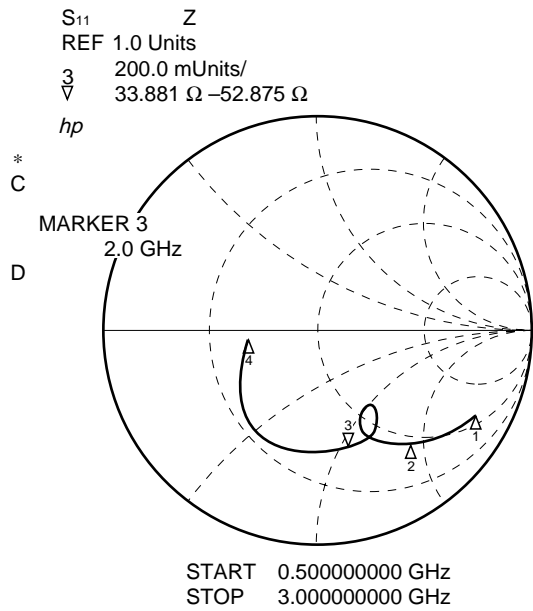 S₁₁ Z
REF 1.0 Units
3 200.0 mUnits/
∇ 33.881 Ω –52.875 Ω
hp
*
C
MARKER 3
2.0 GHz
D
4
3
2
1
START 0.500000000 GHz
STOP 3.000000000 GHz